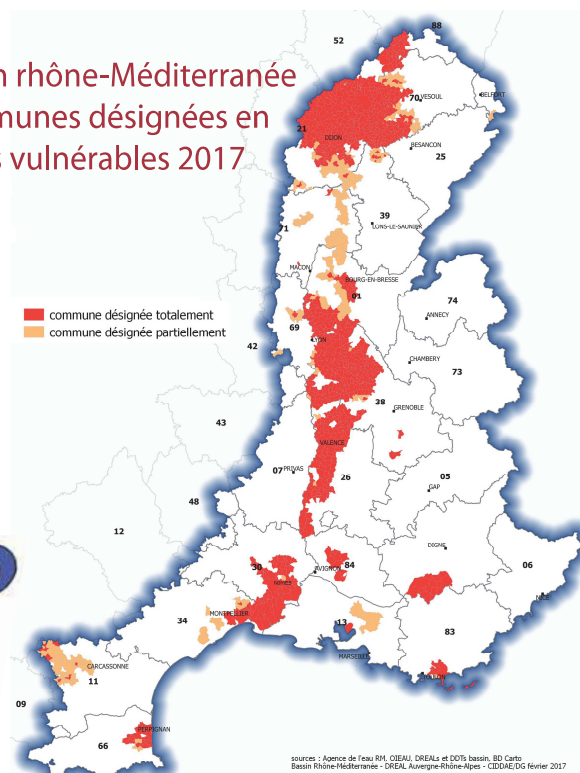 n rhône-Méditerranée
munes désignées en
s vulnérables 2017
commune désignée totalement
commune désignée partiellement
88
52
70 VESOUL
BELFORT
21
DIJON
BESANCON
25
39
LONS-LE-SAUNIER
71
MACON
BOURG-EN-BRESSE
01
74
ANNECY
69
42
LYON
CHAMBERY
73
38
GRENOBLE
43
VALENCE
07 PRIVAS
26
05
GAP
48
12
DIGNE
30
84
AVIGNON
06
NIMES
NICE
34
MONTPELLIER
13
83
MARSEILLE
TOULON
CARCASSONNE
11
09
PERPIGNAN
66
sources : Agence de l'eau RM, OIEAU, DREALs et DDTs bassin, BD Carto
Bassin Rhône-Méditerranée - DREAL Auvergne-Rhône-Alpes - CIDDAE/DG février 2017